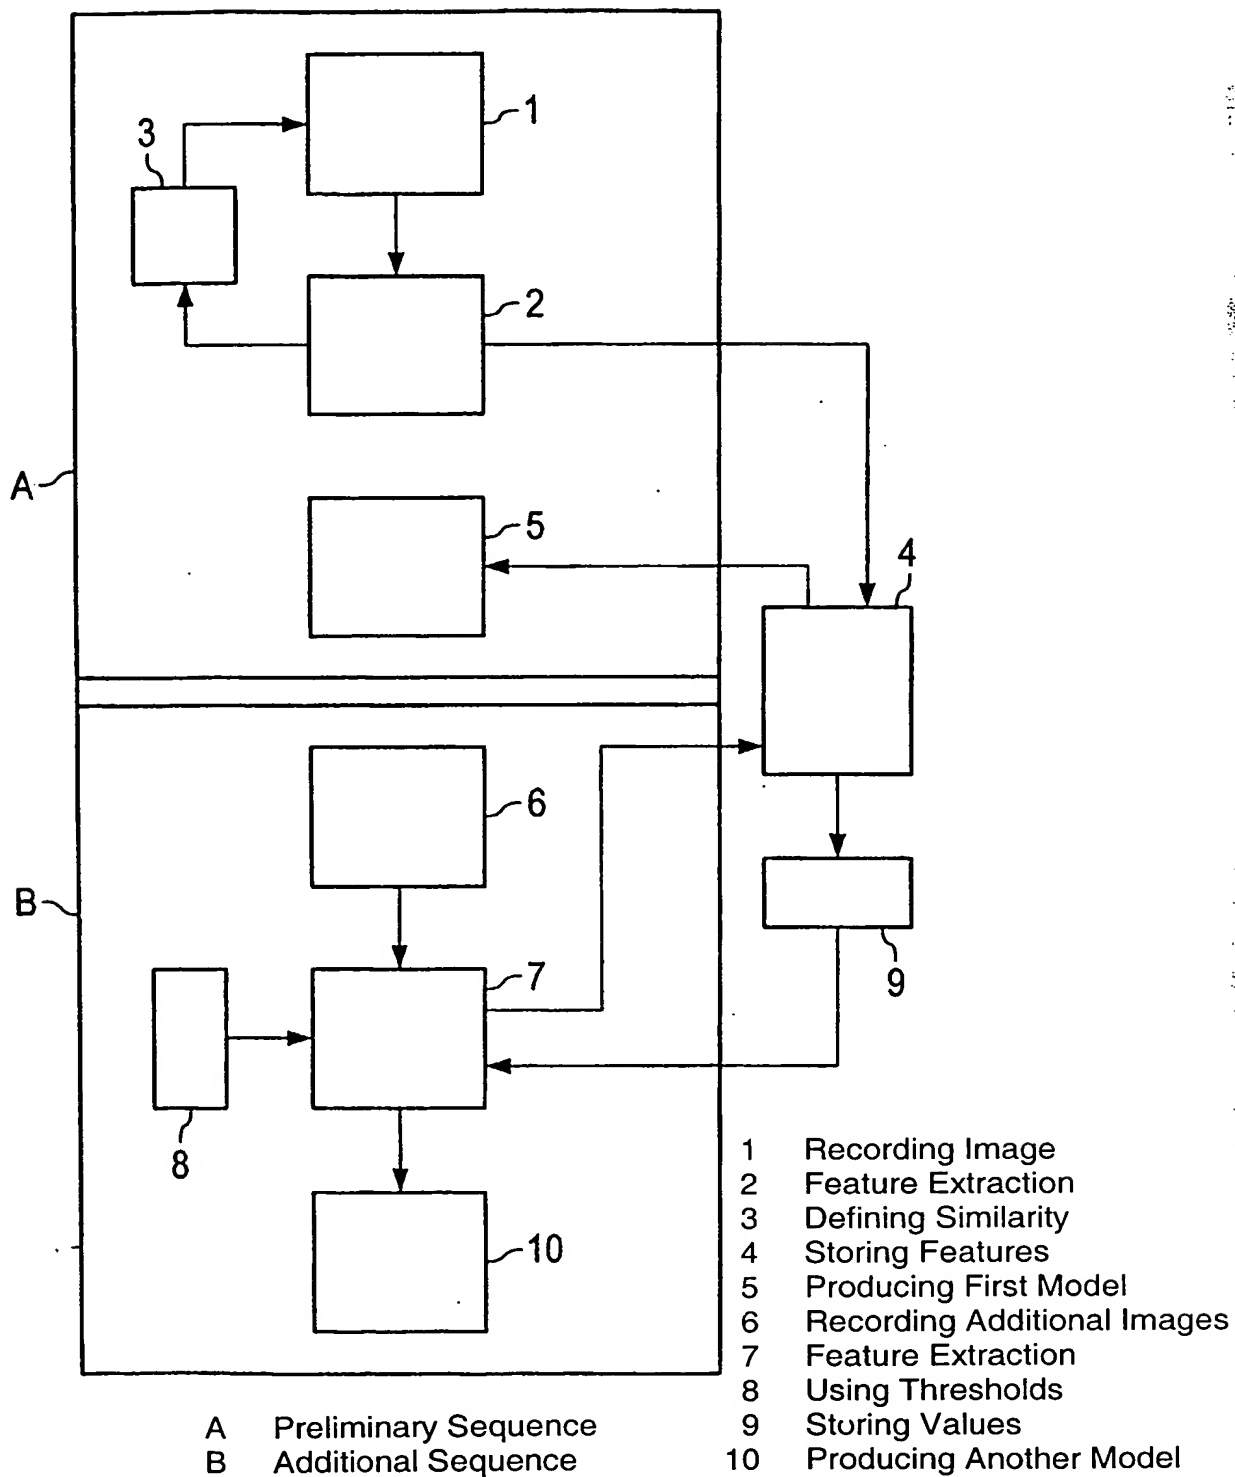 1
3
2
A
5
4
6
B
7
9
8
10
1 Recording Image
2 Feature Extraction
3 Defining Similarity
4 Storing Features
5 Producing First Model
6 Recording Additional Images
7 Feature Extraction
8 Using Thresholds
9 Storing Values
10 Producing Another Model
A Preliminary Sequence
B Additional Sequence